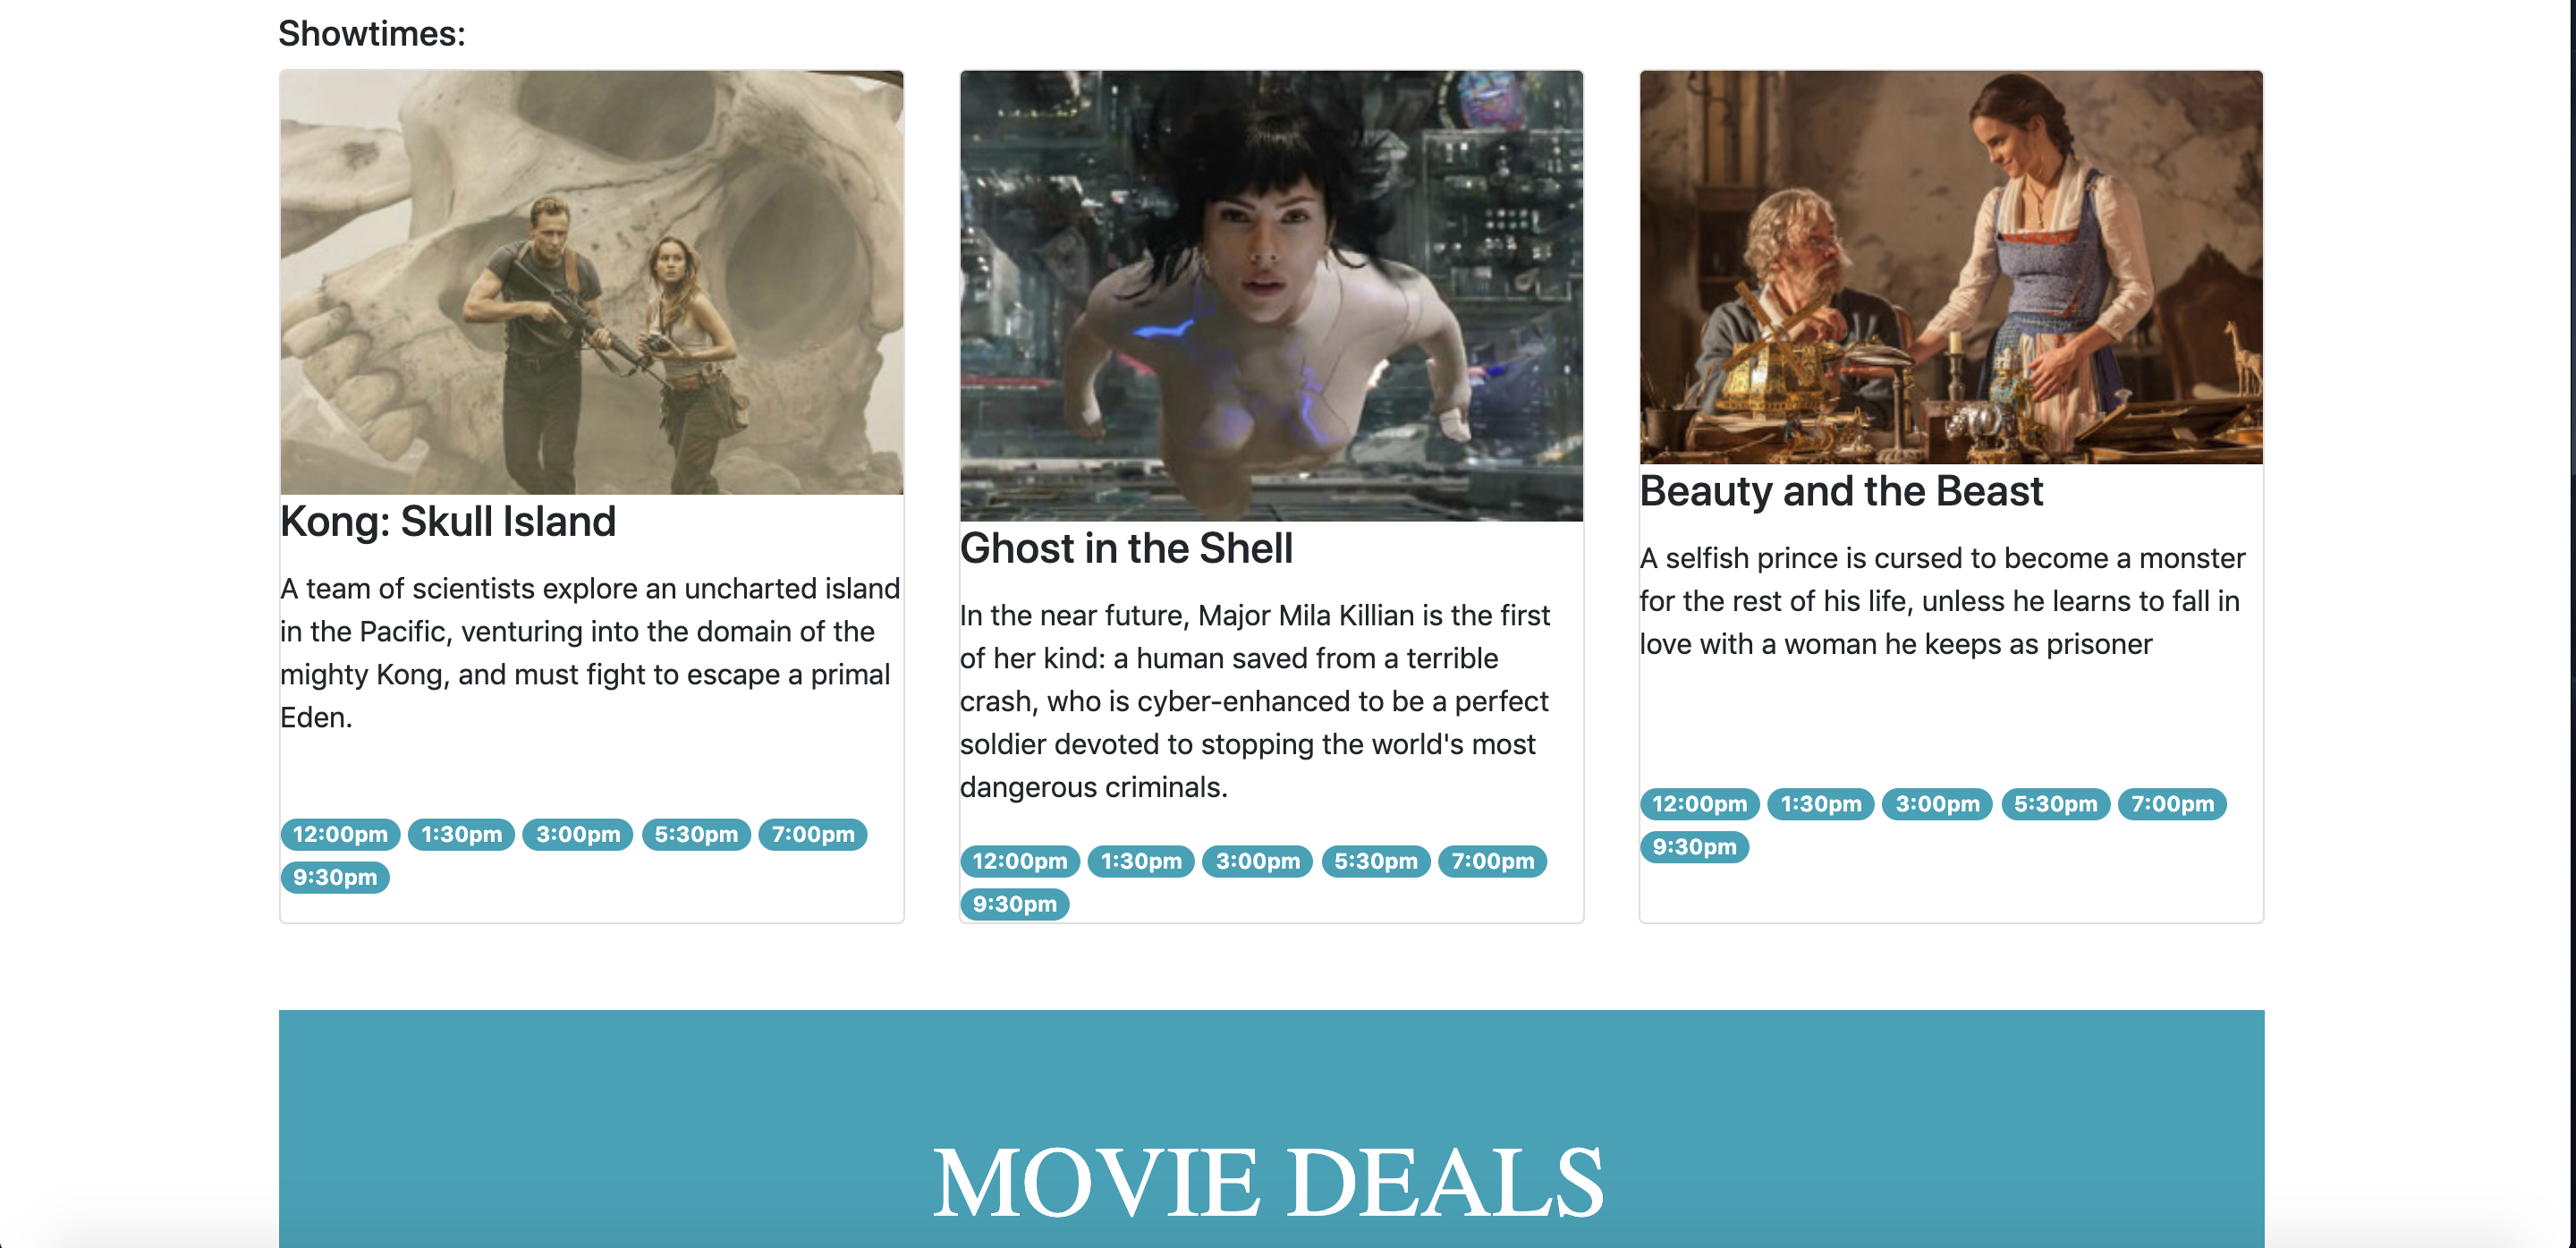 Showtimes:
Kong: Skull Island
A team of scientists explore an uncharted island
in the Pacific, venturing into the domain of the
mighty Kong, and must fight to escape a primal
Eden.
12:00pm 1:30pm 3:00pm 5:30pm 7:00pm
9:30pm
Ghost in the Shell
In the near future, Major Mila Killian is the first
of her kind: a human saved from a terrible
crash, who is cyber-enhanced to be a perfect
soldier devoted to stopping the world's most
dangerous criminals.
12:00pm 1:30pm 3:00pm 5:30pm 7:00pm
9:30pm
Beauty and the Beast
A selfish prince is cursed to become a monster
for the rest of his life, unless he learns to fall in
love with a woman he keeps as prisoner
12:00pm 1:30pm 3:00pm 5:30pm 7:00pm
9:30pm
MOVIE DEALS